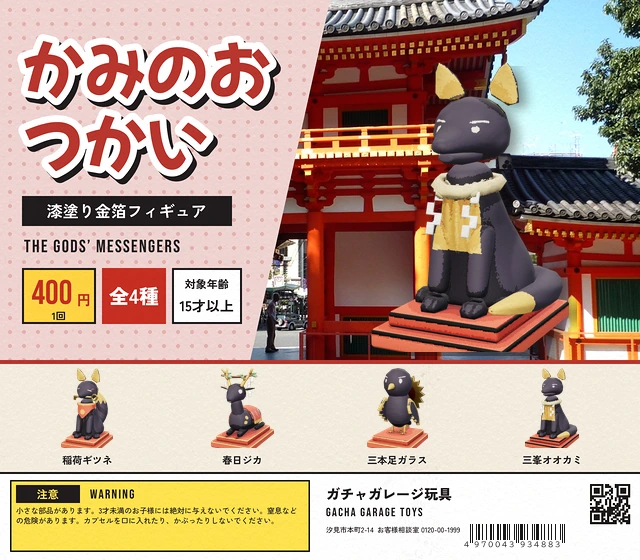 かみのお
つかい
漆塗り金箔フィギュア
THE GODS' MESSENGERS
400円
1回
全4種
対象年齢
15才以上
稲荷ギツネ
春日ジカ
三本足ガラス
三峯オオカミ
注意 WARNING
小さな部品があります。3才未満のお子様には絶対に与えないでください。窒息など
の危険があります。カプセルを口に入れたり、かぶったりしないでください。
ガチャガレージ玩具
GACHA GARAGE TOYS
汐見市本町2-14 お客様相談室 0120-00-1999
4 970043 934883